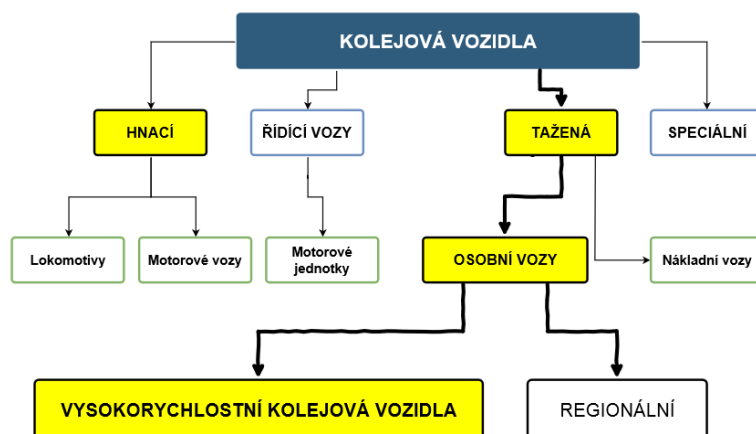 KOLEJOVÁ VOZIDLA
HNACÍ
ŘÍDÍCÍ VOZY
TAŽENÁ
SPECIÁLNÍ
Lokomotivy
Motorové vozy
Motorové
jednotky
OSOBNÍ VOZY
Nákladní vozy
VYSOKORYCHLOSTNÍ KOLEJOVÁ VOZIDLA
REGIONÁLNÍ